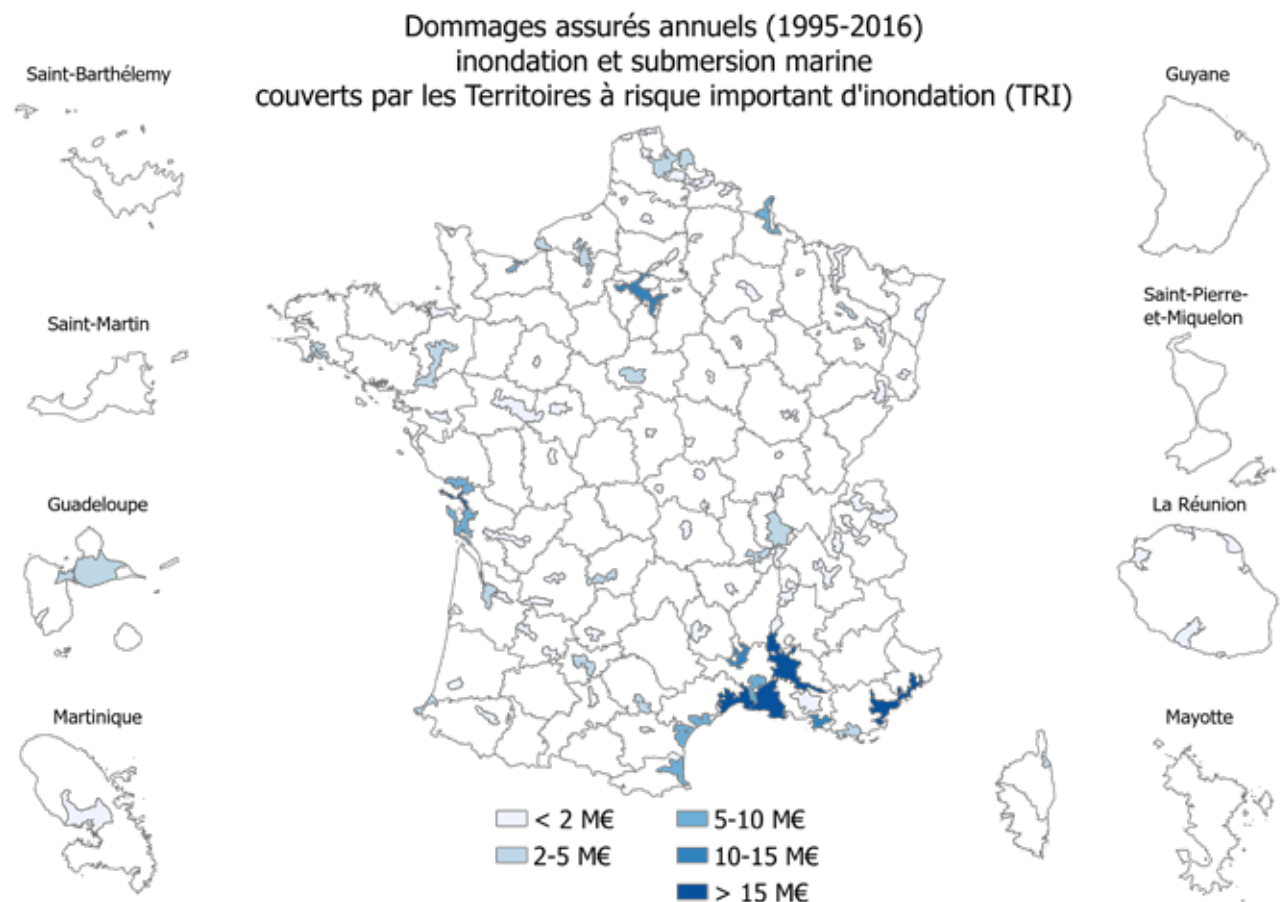 Dommages assurés annuels (1995-2016)
inondation et submersion marine
couverts par les Territoires à risque important d'inondation (TRI)
Saint-Barthélemy
Guyane
Saint-Martin
Saint-Pierre-
et-Miquelon
Guadeloupe
La Réunion
Martinique
Mayotte
< 2 M€
2-5 M€
5-10 M€
10-15 M€
> 15 M€